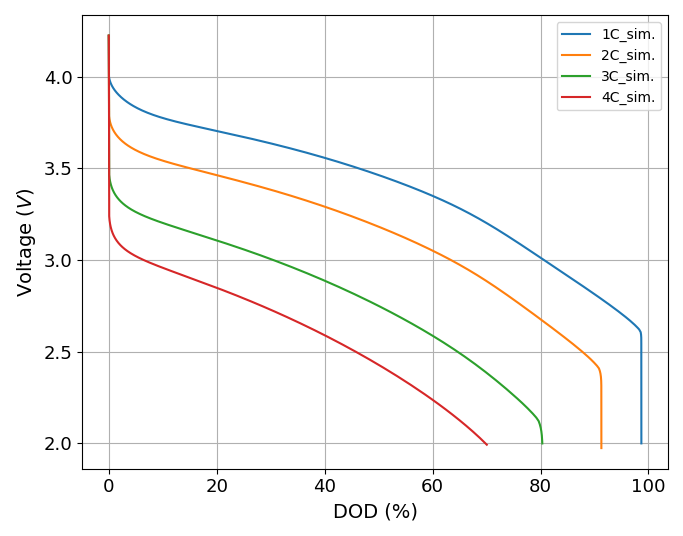 1C_sim.
2C_sim.
3C_sim.
4C_sim.
4.0
3.5
3.0
2.5
2.0
Voltage (V)
0 20 40 60 80 100
DOD (%)